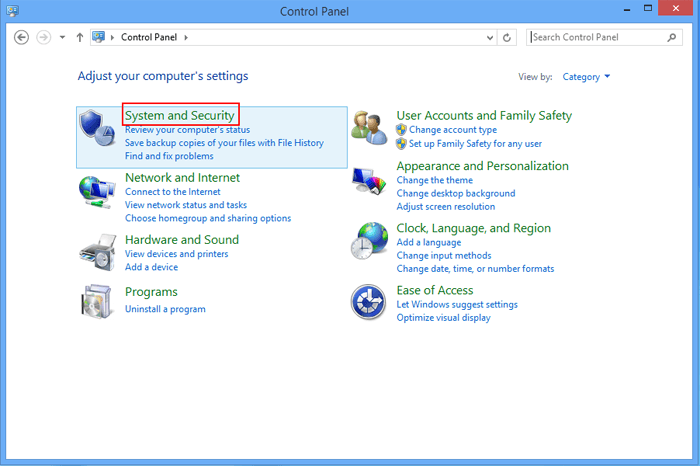 Control Panel
Control Panel
Search Control Panel
Adjust your computer's settings
View by: Category
System and Security
Review your computer's status
Save backup copies of your files with File History
Find and fix problems
Network and Internet
Connect to the Internet
View network status and tasks
Choose homegroup and sharing options
Hardware and Sound
View devices and printers
Add a device
Programs
Uninstall a program
User Accounts and Family Safety
Change account type
Set up Family Safety for any user
Appearance and Personalization
Change the theme
Change desktop background
Adjust screen resolution
Clock, Language, and Region
Add a language
Change input methods
Change date, time, or number formats
Ease of Access
Let Windows suggest settings
Optimize visual display